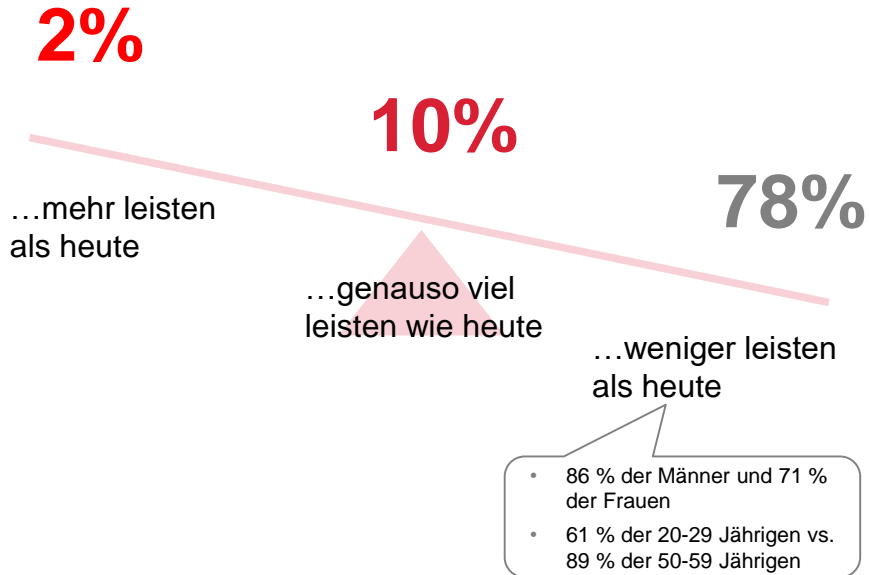 2%
10%
78%
…mehr leisten
als heute
…genauso viel
leisten wie heute
…weniger leisten
als heute
• 86 % der Männer und 71 %
der Frauen
• 61 % der 20-29 Jährigen vs.
89 % der 50-59 Jährigen